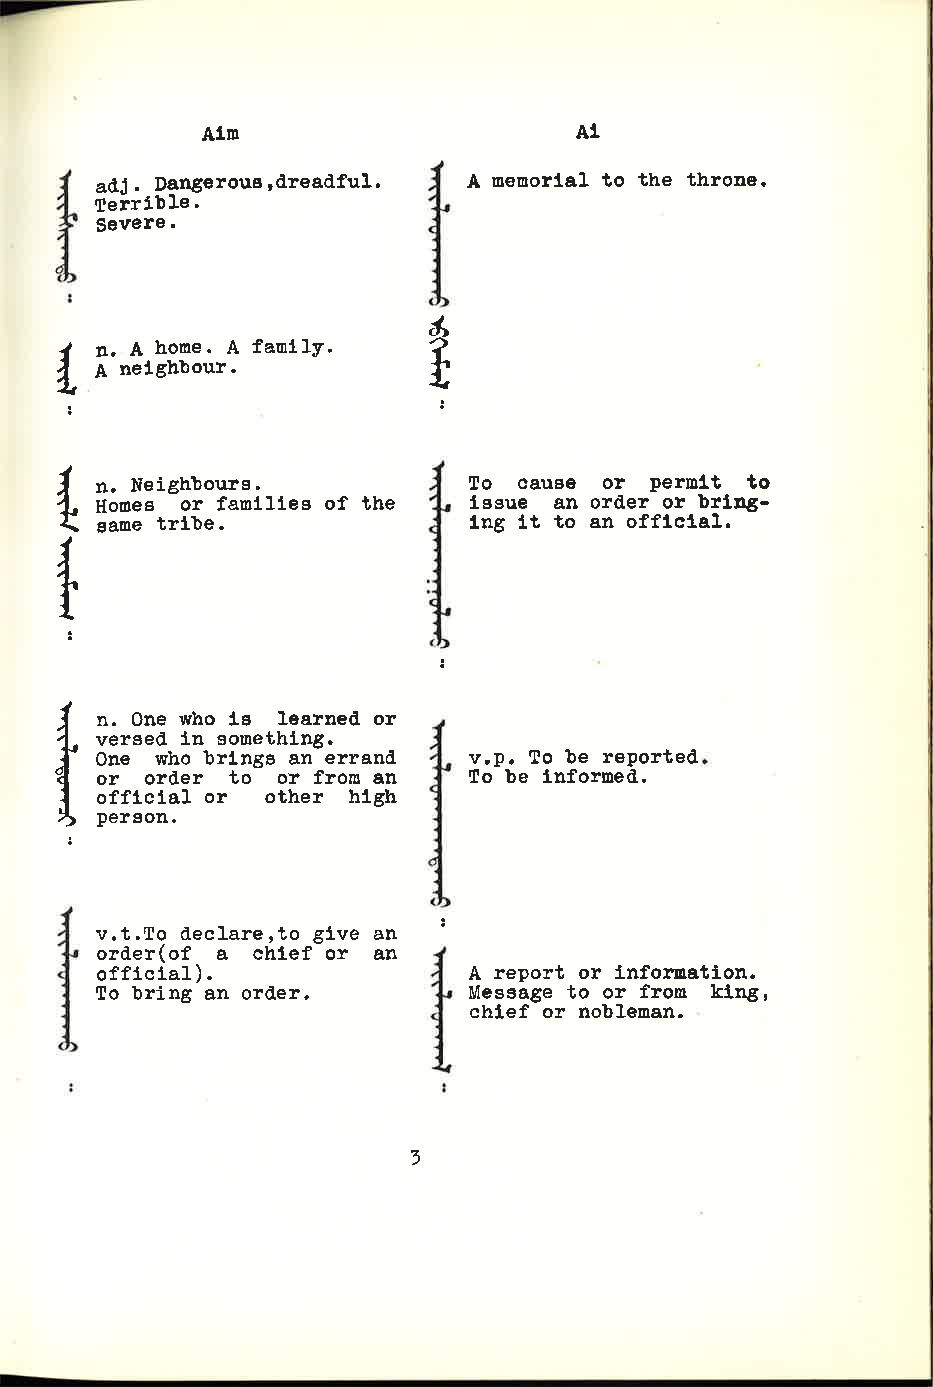 Aim
adj. Dangerous,dreadful.
Terrible.
Severe.
ᠠᠶᠢᠯ :
n. A home. A family.
A neighbour.
n. Neighbours.
Homes or families of the
same tribe.
n. One who is learned or
versed in something.
One who brings an errand
or order to or from an
official or other high
person.
v.t.To declare,to give an
order(of a chief or an
official).
To bring an order.
Ai
A memorial to the throne.
To cause or permit to
issue an order or bring-
ing it to an official.
v.p. To be reported.
To be informed.
A report or information.
Message to or from king,
chief or nobleman.
3